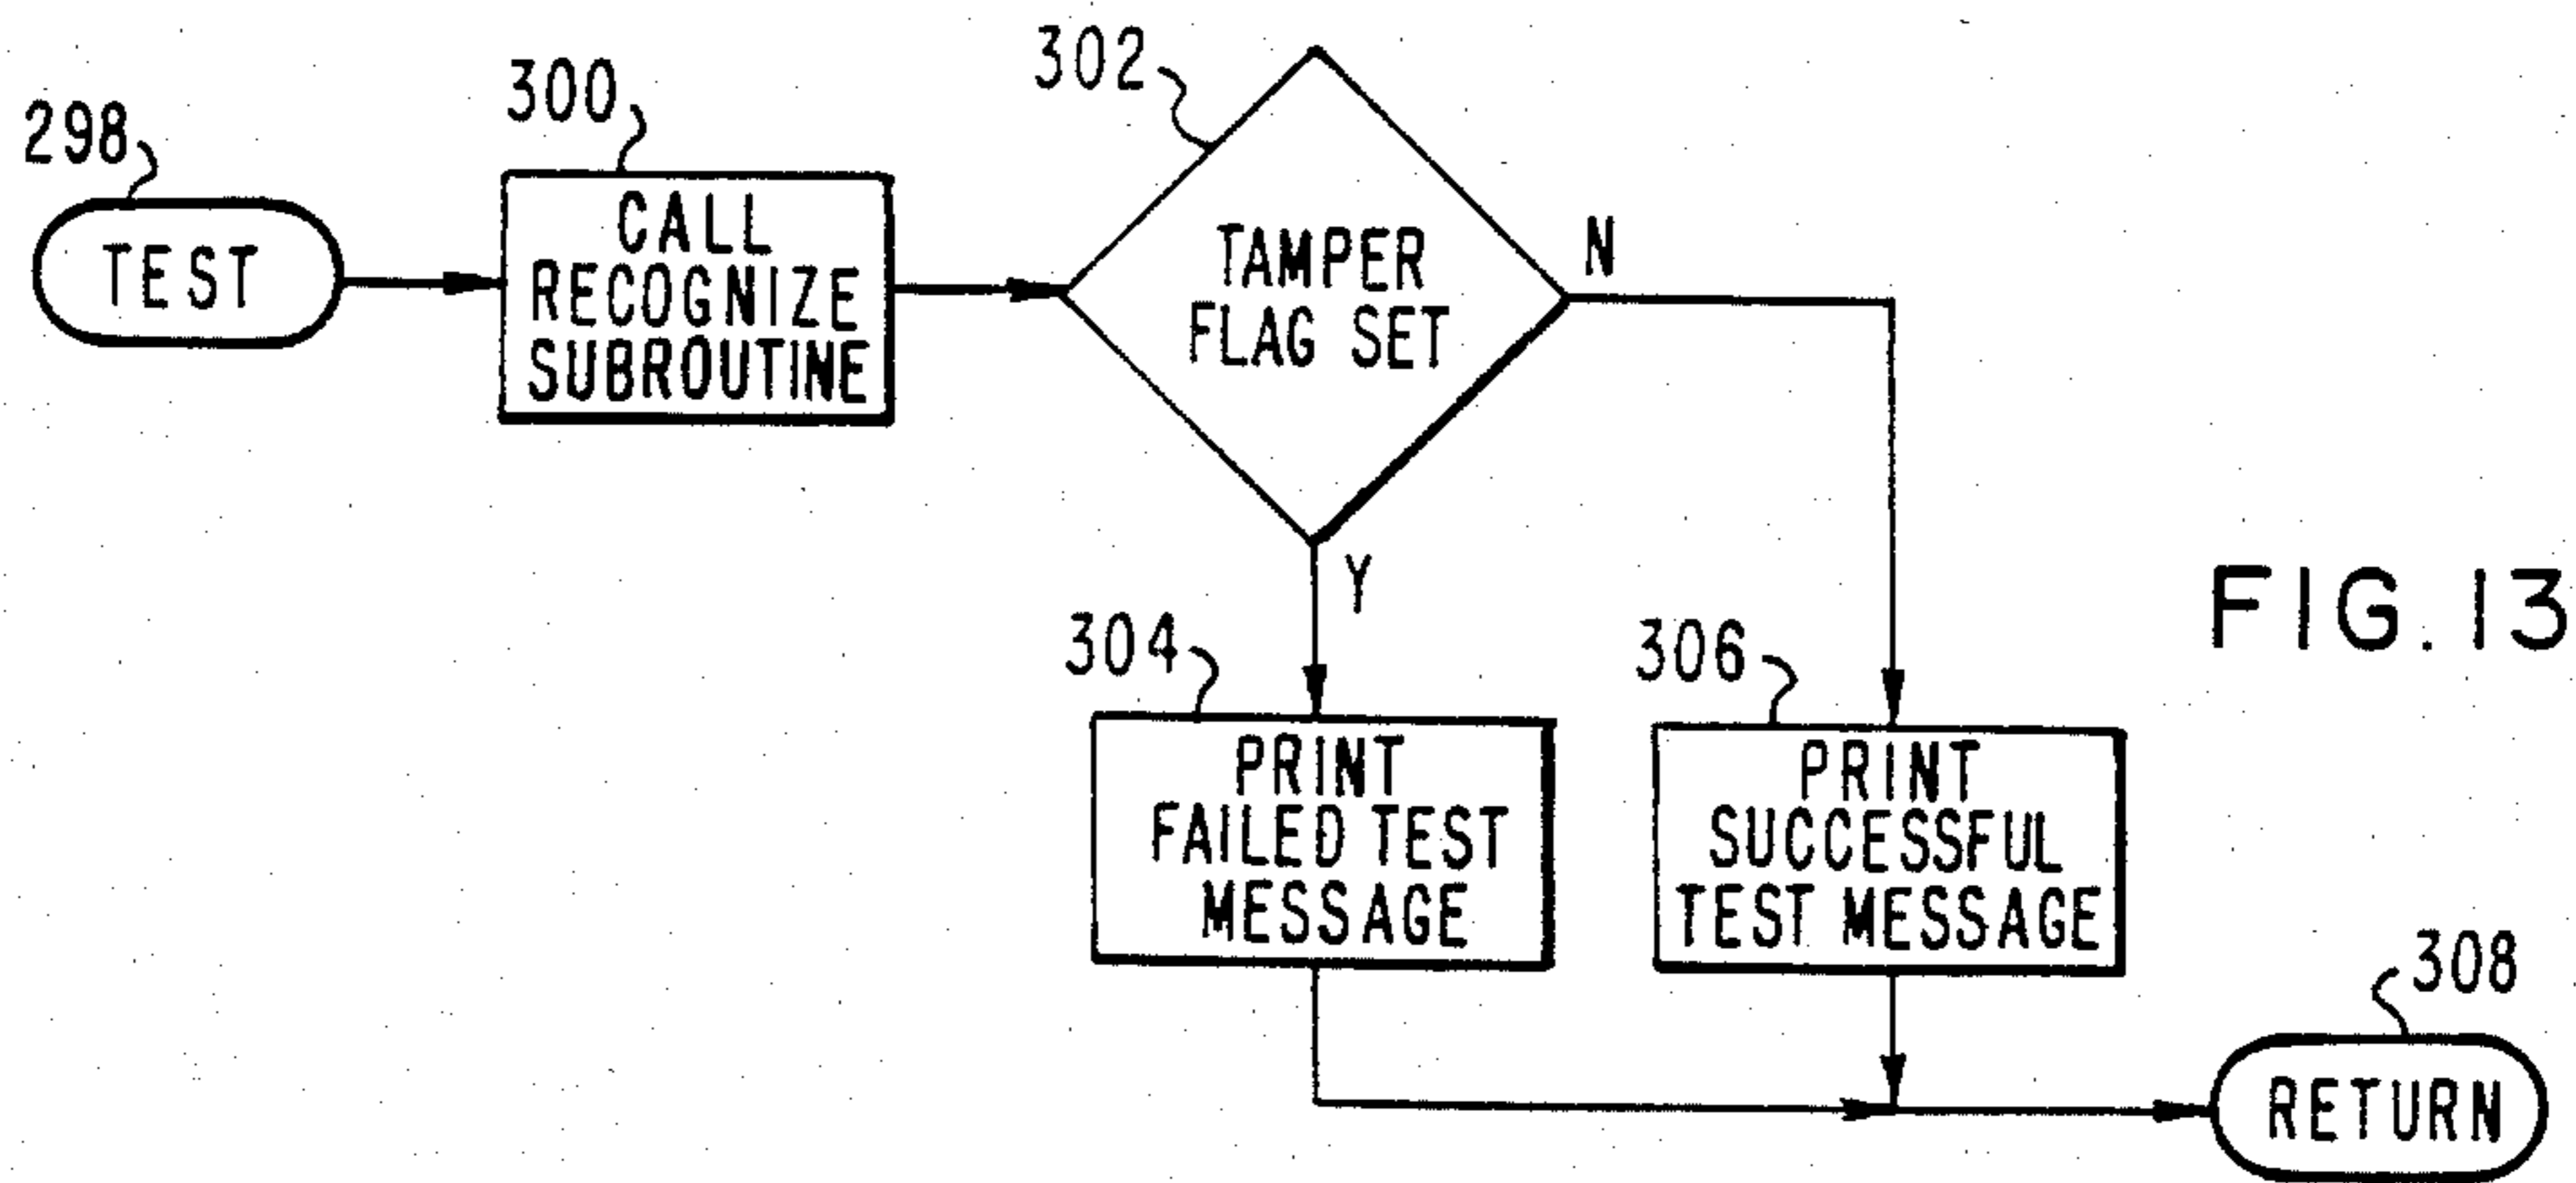 298
TEST
300
CALL
RECOGNIZE
SUBROUTINE
302
TAMPER
FLAG SET
N
Y
304
PRINT
FAILED TEST
MESSAGE
306
PRINT
SUCCESSFUL
TEST MESSAGE
308
RETURN
FIG. 13